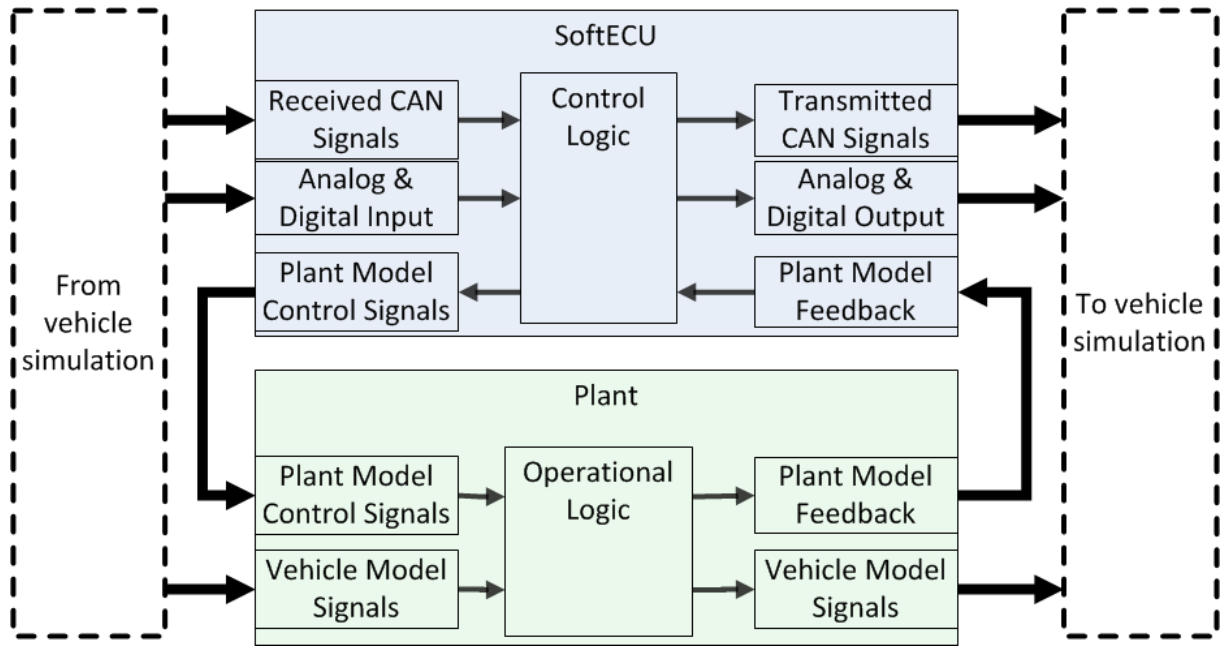 From
vehicle
simulation
SoftECU
Received CAN
Signals
Analog &
Digital Input
Plant Model
Control Signals
Control
Logic
Transmitted
CAN Signals
Analog &
Digital Output
Plant Model
Feedback
Plant
Plant Model
Control Signals
Vehicle Model
Signals
Operational
Logic
Plant Model
Feedback
Vehicle Model
Signals
To vehicle
simulation